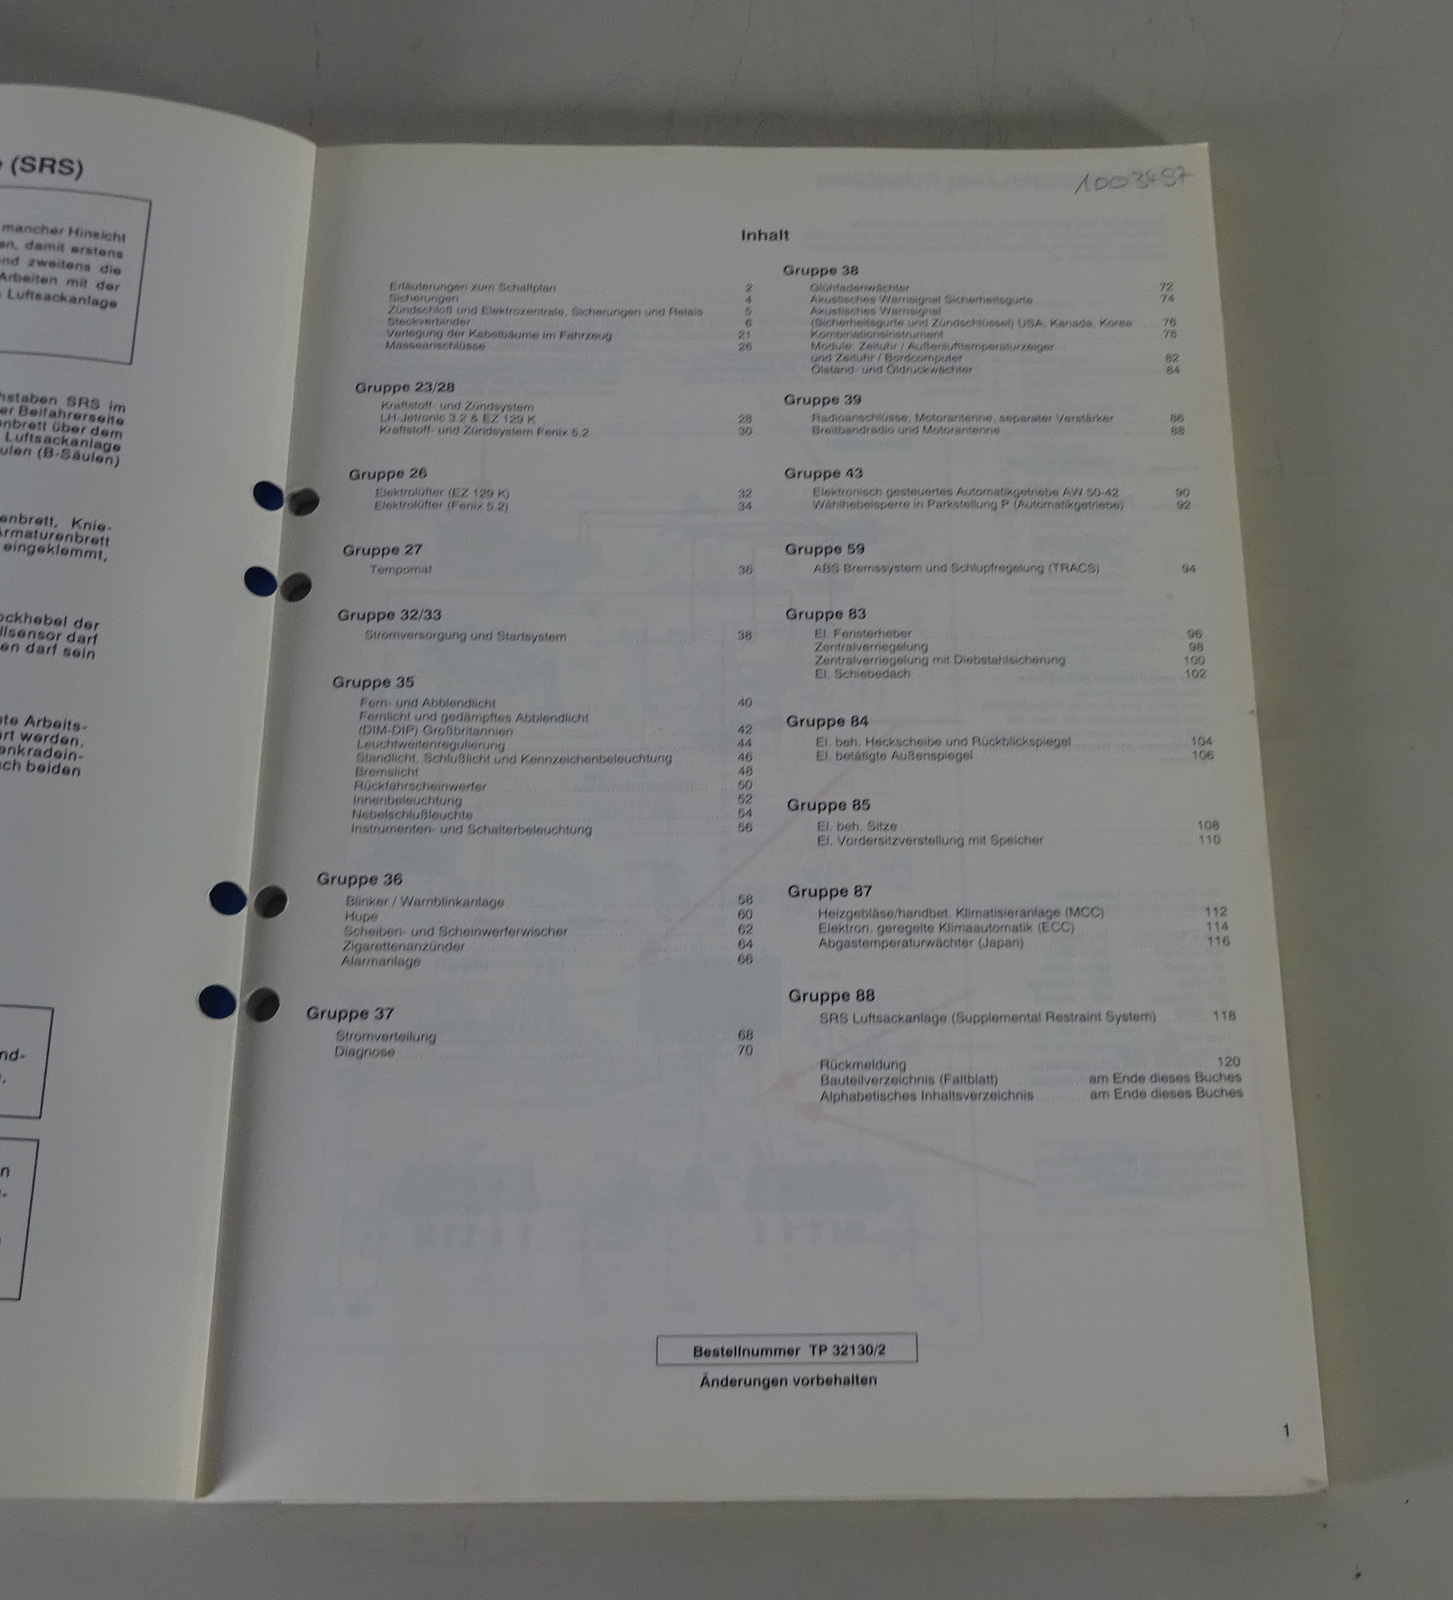 (SRS)
mancher Hinsicht
en, damit erstens
nd zweitens die
Arbeiten mit der
Luftsackanlage
hstaben SRS im
er Beifahrerseite
enbrett über dem
Luftsackanlage
ulen (B-Säulen)
enbrett, Knie-
rmaturenbrett
eingeklemmt,
ockhebel der
llsensor darf
en darf sein
ste Arbeits-
rt werden,
enkradein-
ch beiden
nd-
n
1003497
Inhalt
Erläuterungen zum Schaltplan 2
Sicherungen 4
Zündschloß und Elektrozentrale, Sicherungen und Relais 5
Steckverbinder 6
Verlegung der Kabelbäume im Fahrzeug 21
Masseanschlüsse 26
Gruppe 23/28
Kraftstoff- und Zündsystem
LH-Jetronic 3.2 & EZ 129 K 28
Kraftstoff- und Zündsystem Fenix 5.2 30
Gruppe 26
Elektrolüfter (EZ 129 K) 32
Elektrolüfter (Fenix 5.2) 34
Gruppe 27
Tempomat 36
Gruppe 32/33
Stromversorgung und Startsystem 38
Gruppe 35
Fern- und Abblendlicht 40
Fernlicht und gedämpftes Abblendlicht
(DIM-DIP) Großbritannien 42
Leuchtweitenregulierung 44
Standlicht, Schlußlicht und Kennzeichenbeleuchtung 46
Bremslicht 48
Rückfahrscheinwerfer 50
Innenbeleuchtung 52
Nebelschlußleuchte 54
Instrumenten- und Schalterbeleuchtung 56
Gruppe 36
Blinker / Warnblinkanlage 58
Hupe 60
Scheiben- und Scheinwerferwischer 62
Zigarettenanzünder 64
Alarmanlage 66
Gruppe 37
Stromverteilung 68
Diagnose 70
Gruppe 38
Glühfadenwächter 72
Akustisches Warnsignal Sicherheitsgurte 74
Akustisches Warnsignal
(Sicherheitsgurte und Zündschlüssel) USA, Kanada, Korea 76
Kombinationsinstrument 78
Module: Zeituhr / Außenlufttemperaturzeiger
und Zeituhr / Bordcomputer 82
Ölstand- und Öldruckwächter 84
Gruppe 39
Radioanschlüsse, Motorantenne, separater Verstärker 86
Breitbandradio und Motorantenne 88
Gruppe 43
Elektronisch gesteuertes Automatikgetriebe AW 50-42 90
Wählhebelsperre in Parkstellung P (Automatikgetriebe) 92
Gruppe 59
ABS Bremssystem und Schlupfregelung (TRACS) 94
Gruppe 83
El. Fensterheber 96
Zentralverriegelung 98
Zentralverriegelung mit Diebstahlsicherung 100
El. Schiebedach 102
Gruppe 84
El. beh. Heckscheibe und Rückblickspiegel 104
El. betätigte Außenspiegel 106
Gruppe 85
El. beh. Sitze 108
El. Vordersitzverstellung mit Speicher 110
Gruppe 87
Heizgebläse/handbet. Klimatisieranlage (MCC) 112
Elektron. geregelte Klimaautomatik (ECC) 114
Abgastemperaturwächter (Japan) 116
Gruppe 88
SRS Luftsackanlage (Supplemental Restraint System) 118
Rückmeldung 120
Bauteilverzeichnis (Faltblatt) am Ende dieses Buches
Alphabetisches Inhaltsverzeichnis am Ende dieses Buches
Bestellnummer TP 32130/2
Änderungen vorbehalten
1